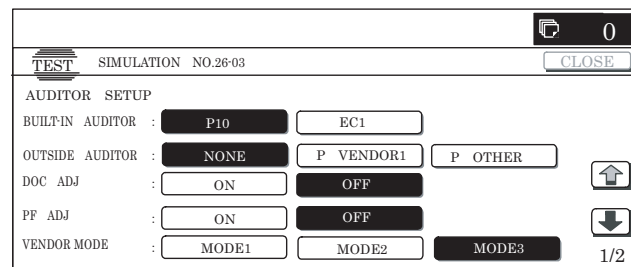 0
TEST SIMULATION NO.26-03 CLOSE
AUDITOR SETUP
BUILT-IN AUDITOR : P10 EC1
OUTSIDE AUDITOR : NONE P VENDOR1 P OTHER
DOC ADJ : ON OFF
PF ADJ : ON OFF
VENDOR MODE : MODE1 MODE2 MODE3
1/2